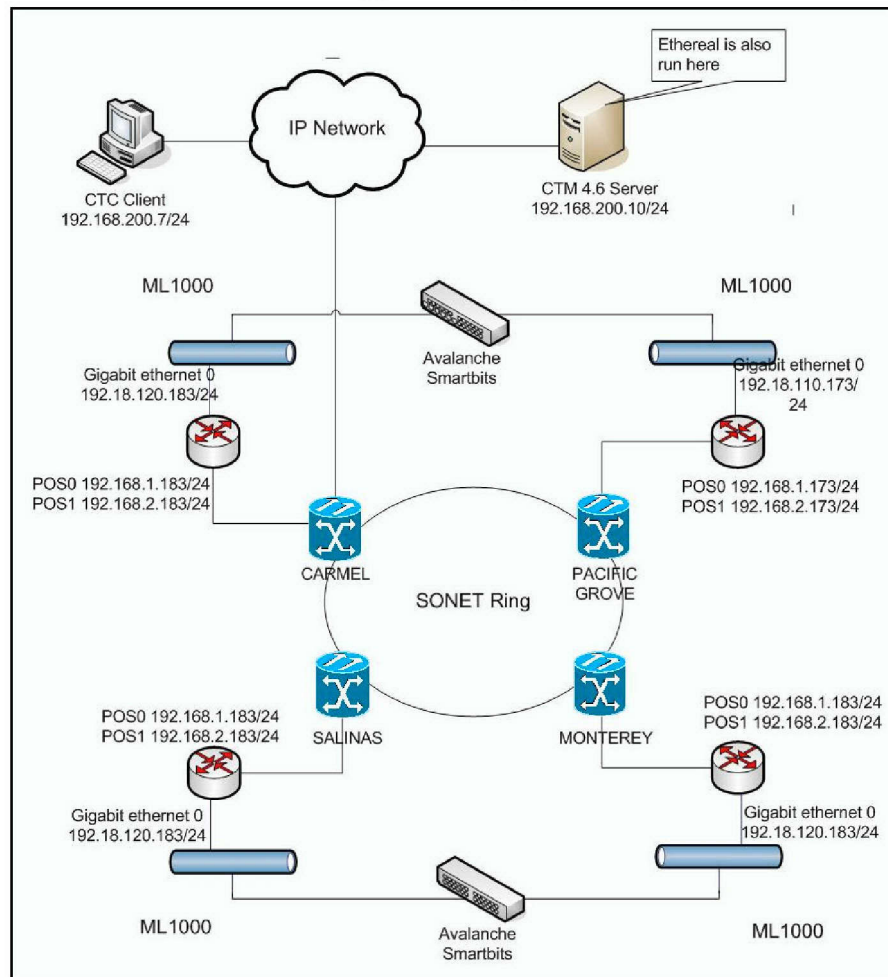 Ethereal is also
run here
IP Network
CTC Client
192.168.200.7/24
CTM 4.6 Server
192.168.200.10/24
ML1000
ML1000
Avalanche
Smartbits
Gigabit ethernet 0
192.18.120.183/24
Gigabit ethernet 0
192.18.110.173/
24
POS0 192.168.1.183/24
POS1 192.168.2.183/24
POS0 192.168.1.173/24
POS1 192.168.2.173/24
CARMEL
PACIFIC
GROVE
SONET Ring
POS0 192.168.1.183/24
POS1 192.168.2.183/24
SALINAS
MONTEREY
POS0 192.168.1.183/24
POS1 192.168.2.183/24
Gigabit ethernet 0
192.18.120.183/24
Gigabit ethernet 0
192.18.120.183/24
ML1000
Avalanche
Smartbits
ML1000